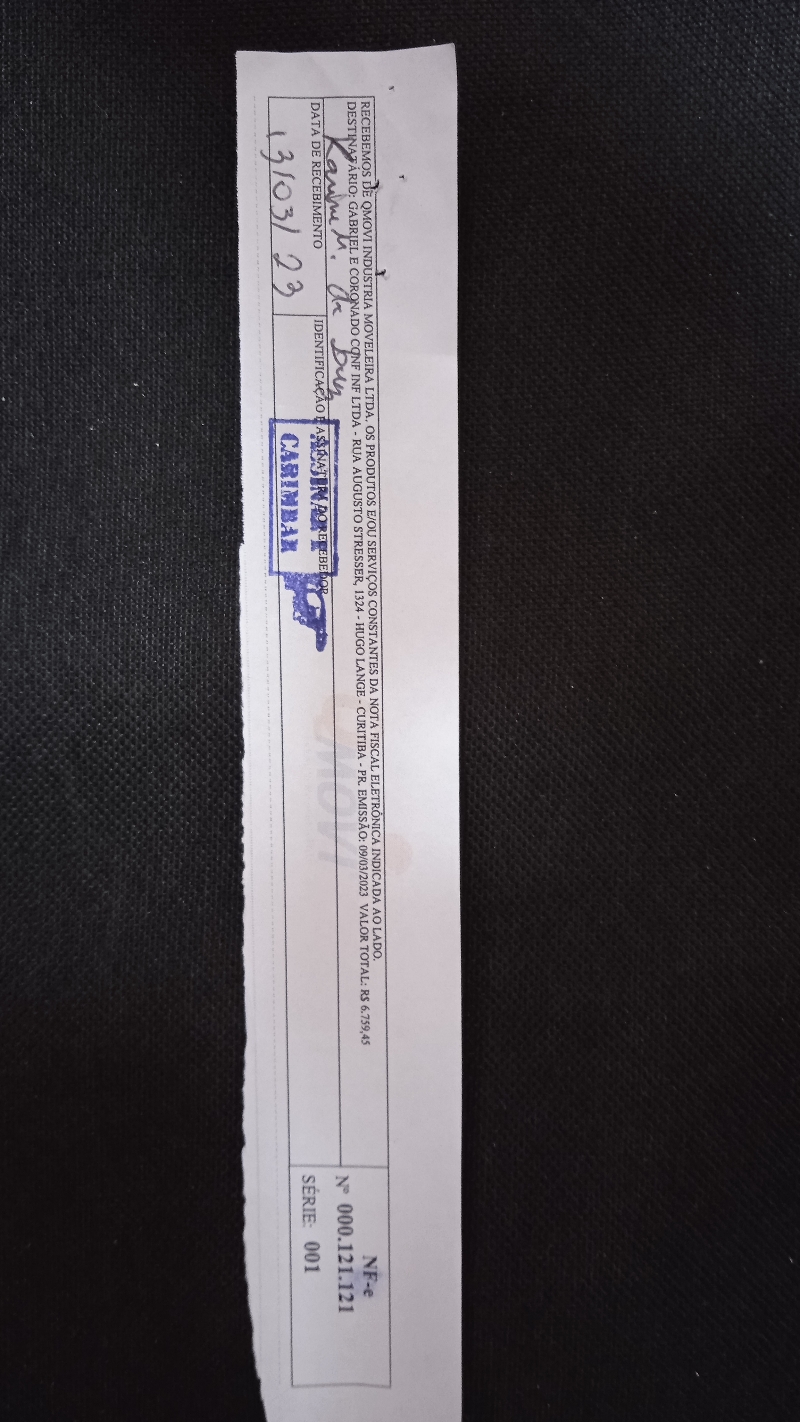 RECEBEMOS DE QMOVI INDUSTRIA MOVELEIRA LTDA. OS PRODUTOS E/OU SERVIÇOS CONSTANTES DA NOTA FISCAL ELETRÔNICA INDICADA AO LADO.
DESTINATÁRIO: GABRIEL E CORONADO CONF INF LTDA - RUA AUGUSTO STRESSER, 1324 - HUGO LANGE - CURITIBA - PR. EMISSÃO: 09/03/2023 VALOR TOTAL: R$ 6.759,45
DATA DE RECEBIMENTO
13/03/23
IDENTIFICAÇÃO E ASSINATURA DO RECEBEDOR
CARIMBAR
MOVI
NF-e
Nº 000.121.121
SÉRIE: 001